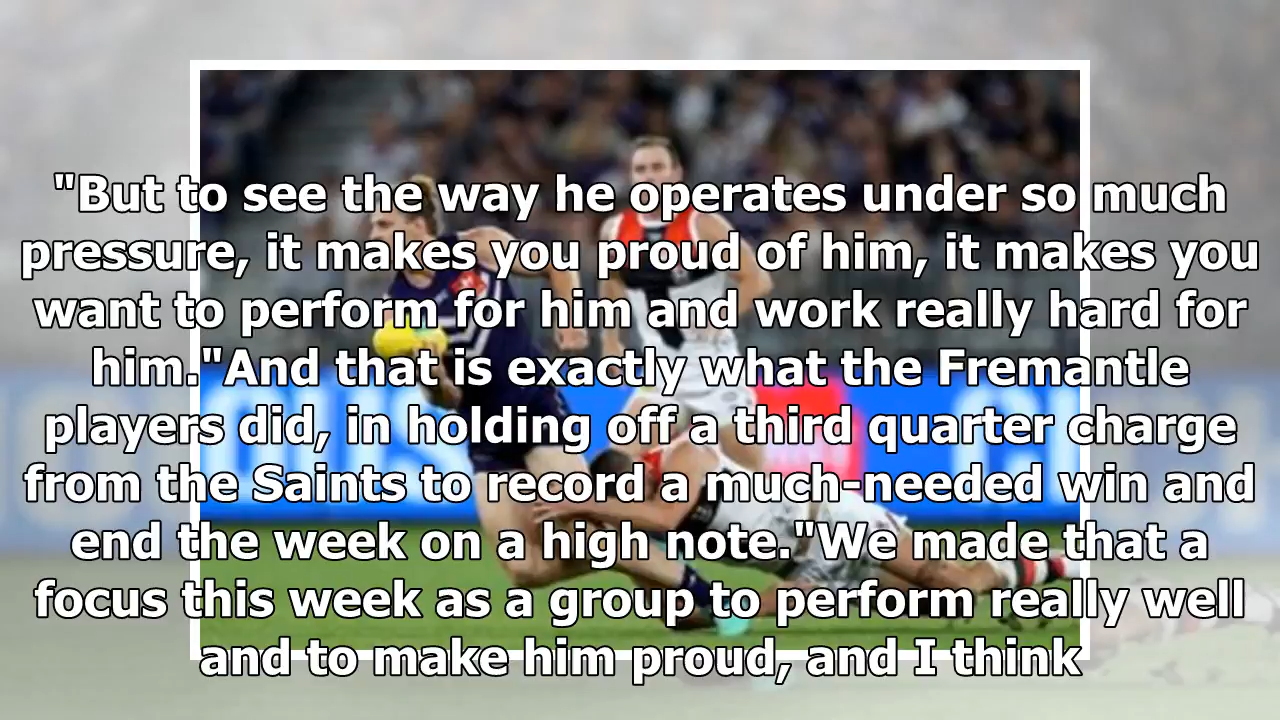 "But to see the way he operates under so much
pressure, it makes you proud of him, it makes you
want to perform for him and work really hard for
him."And that is exactly what the Fremantle
players did, in holding off a third quarter charge
from the Saints to record a much-needed win and
end the week on a high note."We made that a
focus this week as a group to perform really well
and to make him proud, and I think